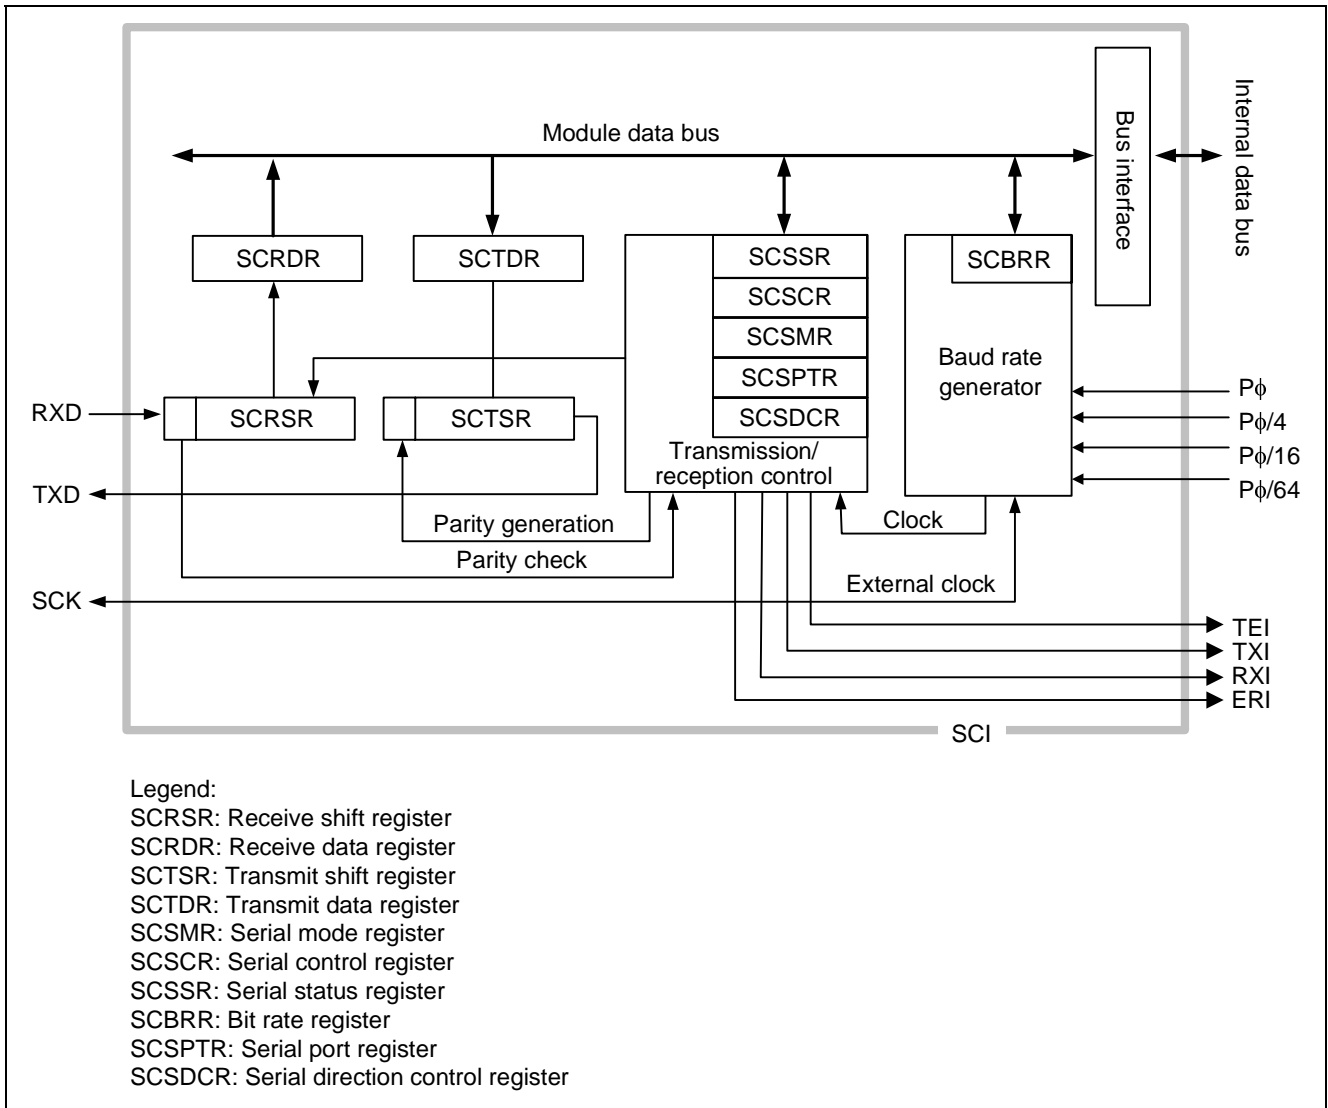 Module data bus
Bus interface
Internal data bus
SCRDR
SCTDR
SCSSR
SCSCR
SCSMR
SCSPTR
SCSDCR
Transmission/
reception control
SCBRR
Baud rate
generator
RXD
SCRSR
SCTSR
TXD
Parity generation
Parity check
Clock
External clock
SCK
Pϕ
Pϕ/4
Pϕ/16
Pϕ/64
TEI
TXI
RXI
ERI
SCI
Legend:
SCRSR: Receive shift register
SCRDR: Receive data register
SCTSR: Transmit shift register
SCTDR: Transmit data register
SCSMR: Serial mode register
SCSCR: Serial control register
SCSSR: Serial status register
SCBRR: Bit rate register
SCSPTR: Serial port register
SCSDCR: Serial direction control register